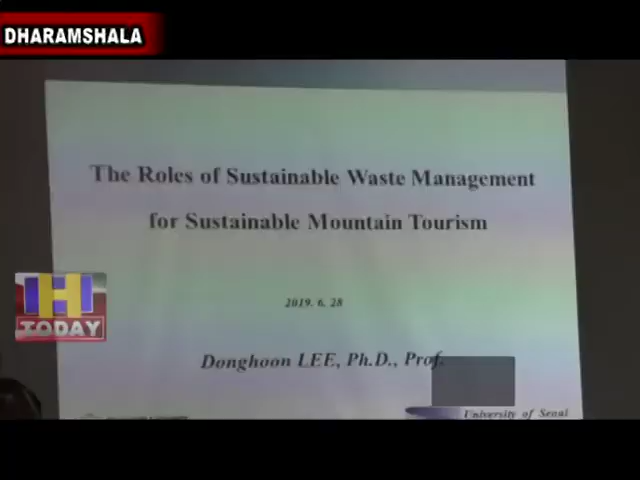 DHARAMSHALA
The Roles of Sustainable Waste Management
for Sustainable Mountain Tourism
2019. 6. 28
Donghoon LEE, Ph.D., Prof.
H
TODAY
University of Seoul